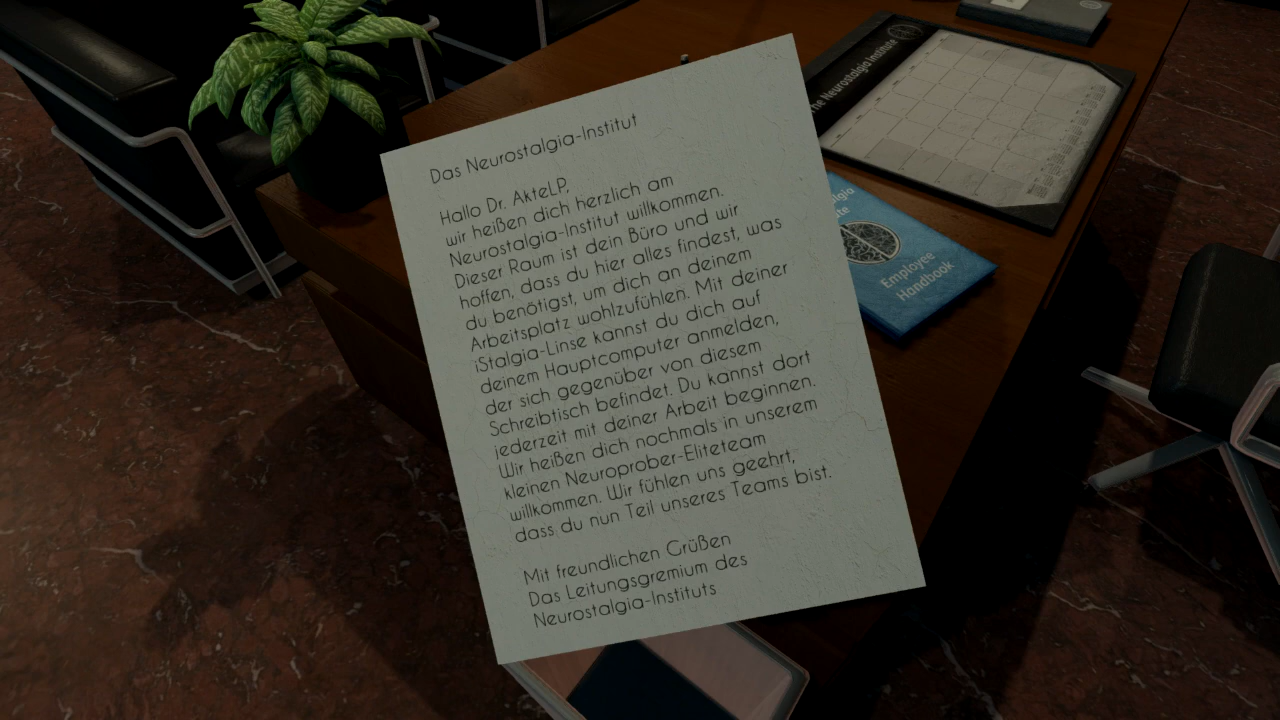 Das Neurostalgia-Institut
Hallo Dr. AkteLP,
wir heißen dich herzlich am
Neurostalgia-Institut willkommen.
Dieser Raum ist dein Büro und wir
hoffen, dass du hier alles findest, was
du benötigst, um dich an deinem
Arbeitsplatz wohlzufühlen. Mit deiner
iStalgia-Linse kannst du dich auf
deinem Hauptcomputer anmelden,
der sich gegenüber von diesem
Schreibtisch befindet. Du kannst dort
jederzeit mit deiner Arbeit beginnen.
Wir heißen dich nochmals in unserem
kleinen Neuroprober-Eliteteam
willkommen. Wir fühlen uns geehrt,
dass du nun Teil unseres Teams bist.
Mit freundlichen Grüßen
Das Leitungsgremium des
Neurostalgia-Instituts
The Neurostalgia Institute
Employee
Handbook